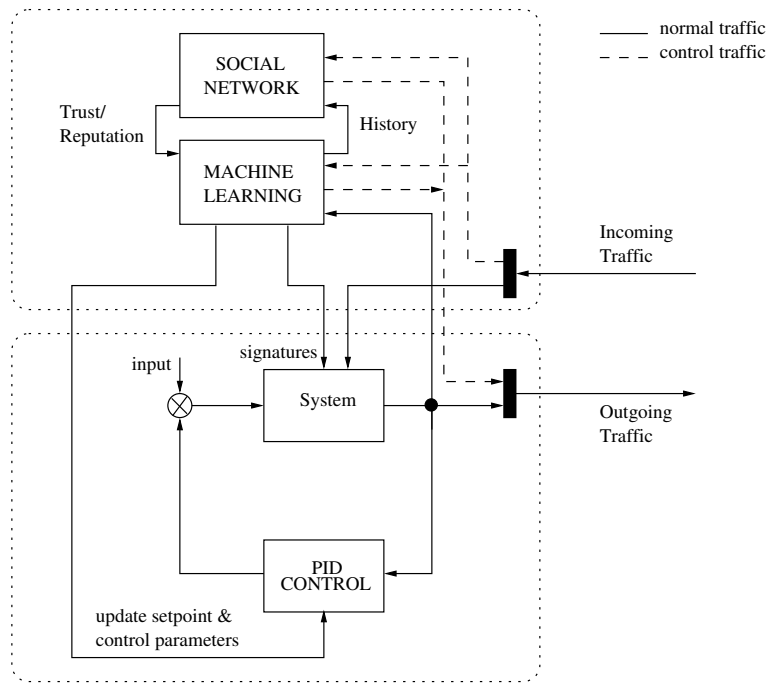 normal traffic
control traffic
SOCIAL
NETWORK
Trust/
Reputation
History
MACHINE
LEARNING
Incoming
Traffic
signatures
input
System
Outgoing
Traffic
PID
CONTROL
update setpoint &
control parameters